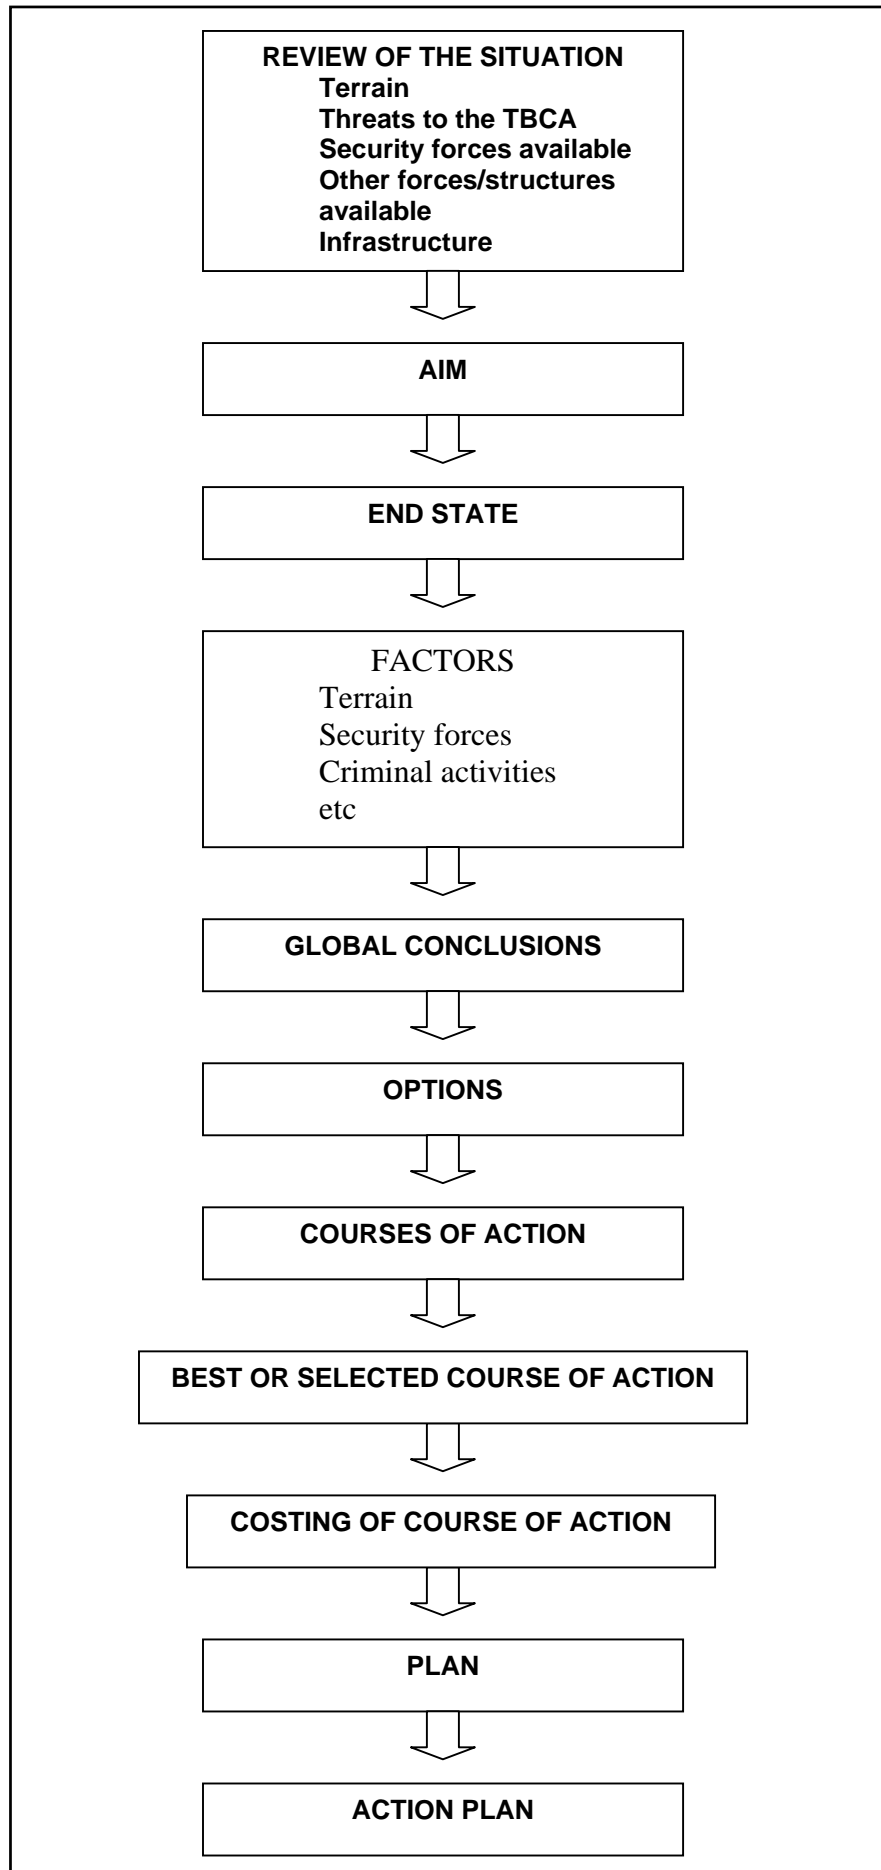 REVIEW OF THE SITUATION
Terrain
Threats to the TBCA
Security forces available
Other forces/structures
available
Infrastructure
AIM
END STATE
FACTORS
Terrain
Security forces
Criminal activities
etc
GLOBAL CONCLUSIONS
OPTIONS
COURSES OF ACTION
BEST OR SELECTED COURSE OF ACTION
COSTING OF COURSE OF ACTION
PLAN
ACTION PLAN